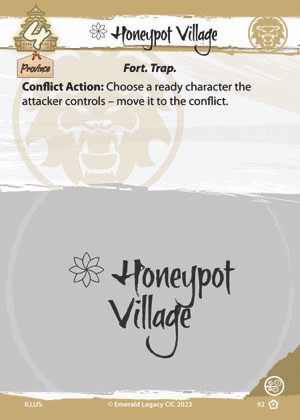 4
Honeypot Village
Province
Fort. Trap.
Conflict Action: Choose a ready character the
attacker controls – move it to the conflict.
Honeypot
Village
ILLUS:
© Emerald Legacy CIC 2023
92